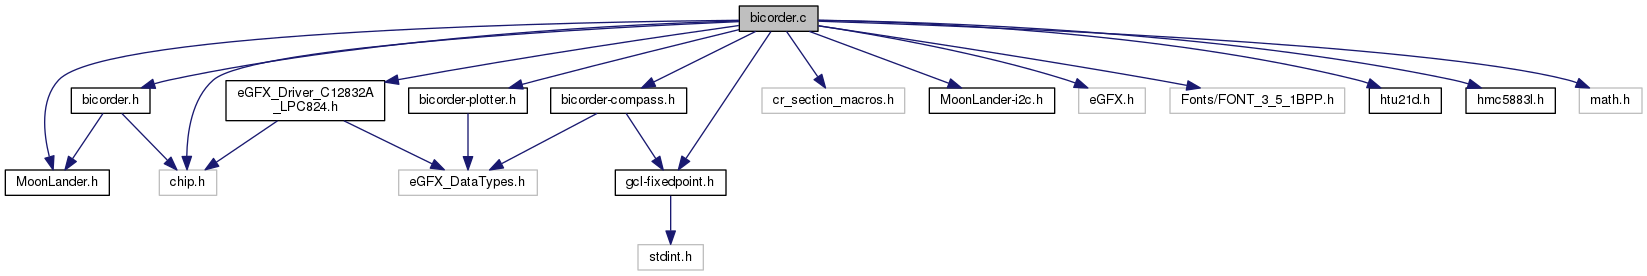 bicorder.c
bicorder.h
eGFX_Driver_C12832A
_LPC824.h
bicorder-plotter.h
bicorder-compass.h
cr_section_macros.h
MoonLander-i2c.h
eGFX.h
Fonts/FONT_3_5_1BPP.h
htu21d.h
hmc5883l.h
math.h
MoonLander.h
chip.h
eGFX_DataTypes.h
gcl-fixedpoint.h
stdint.h